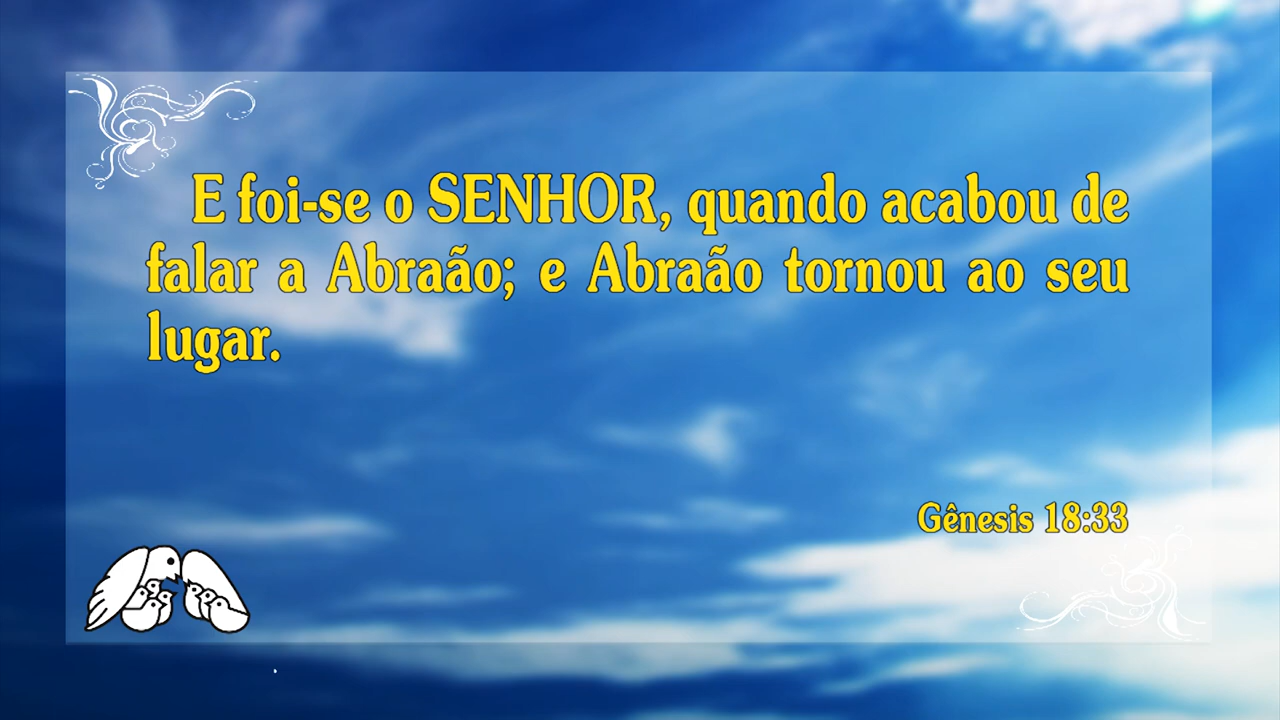 E foi-se o SENHOR, quando acabou de
falar a Abraão; e Abraão tornou ao seu
lugar.
Gênesis 18:33